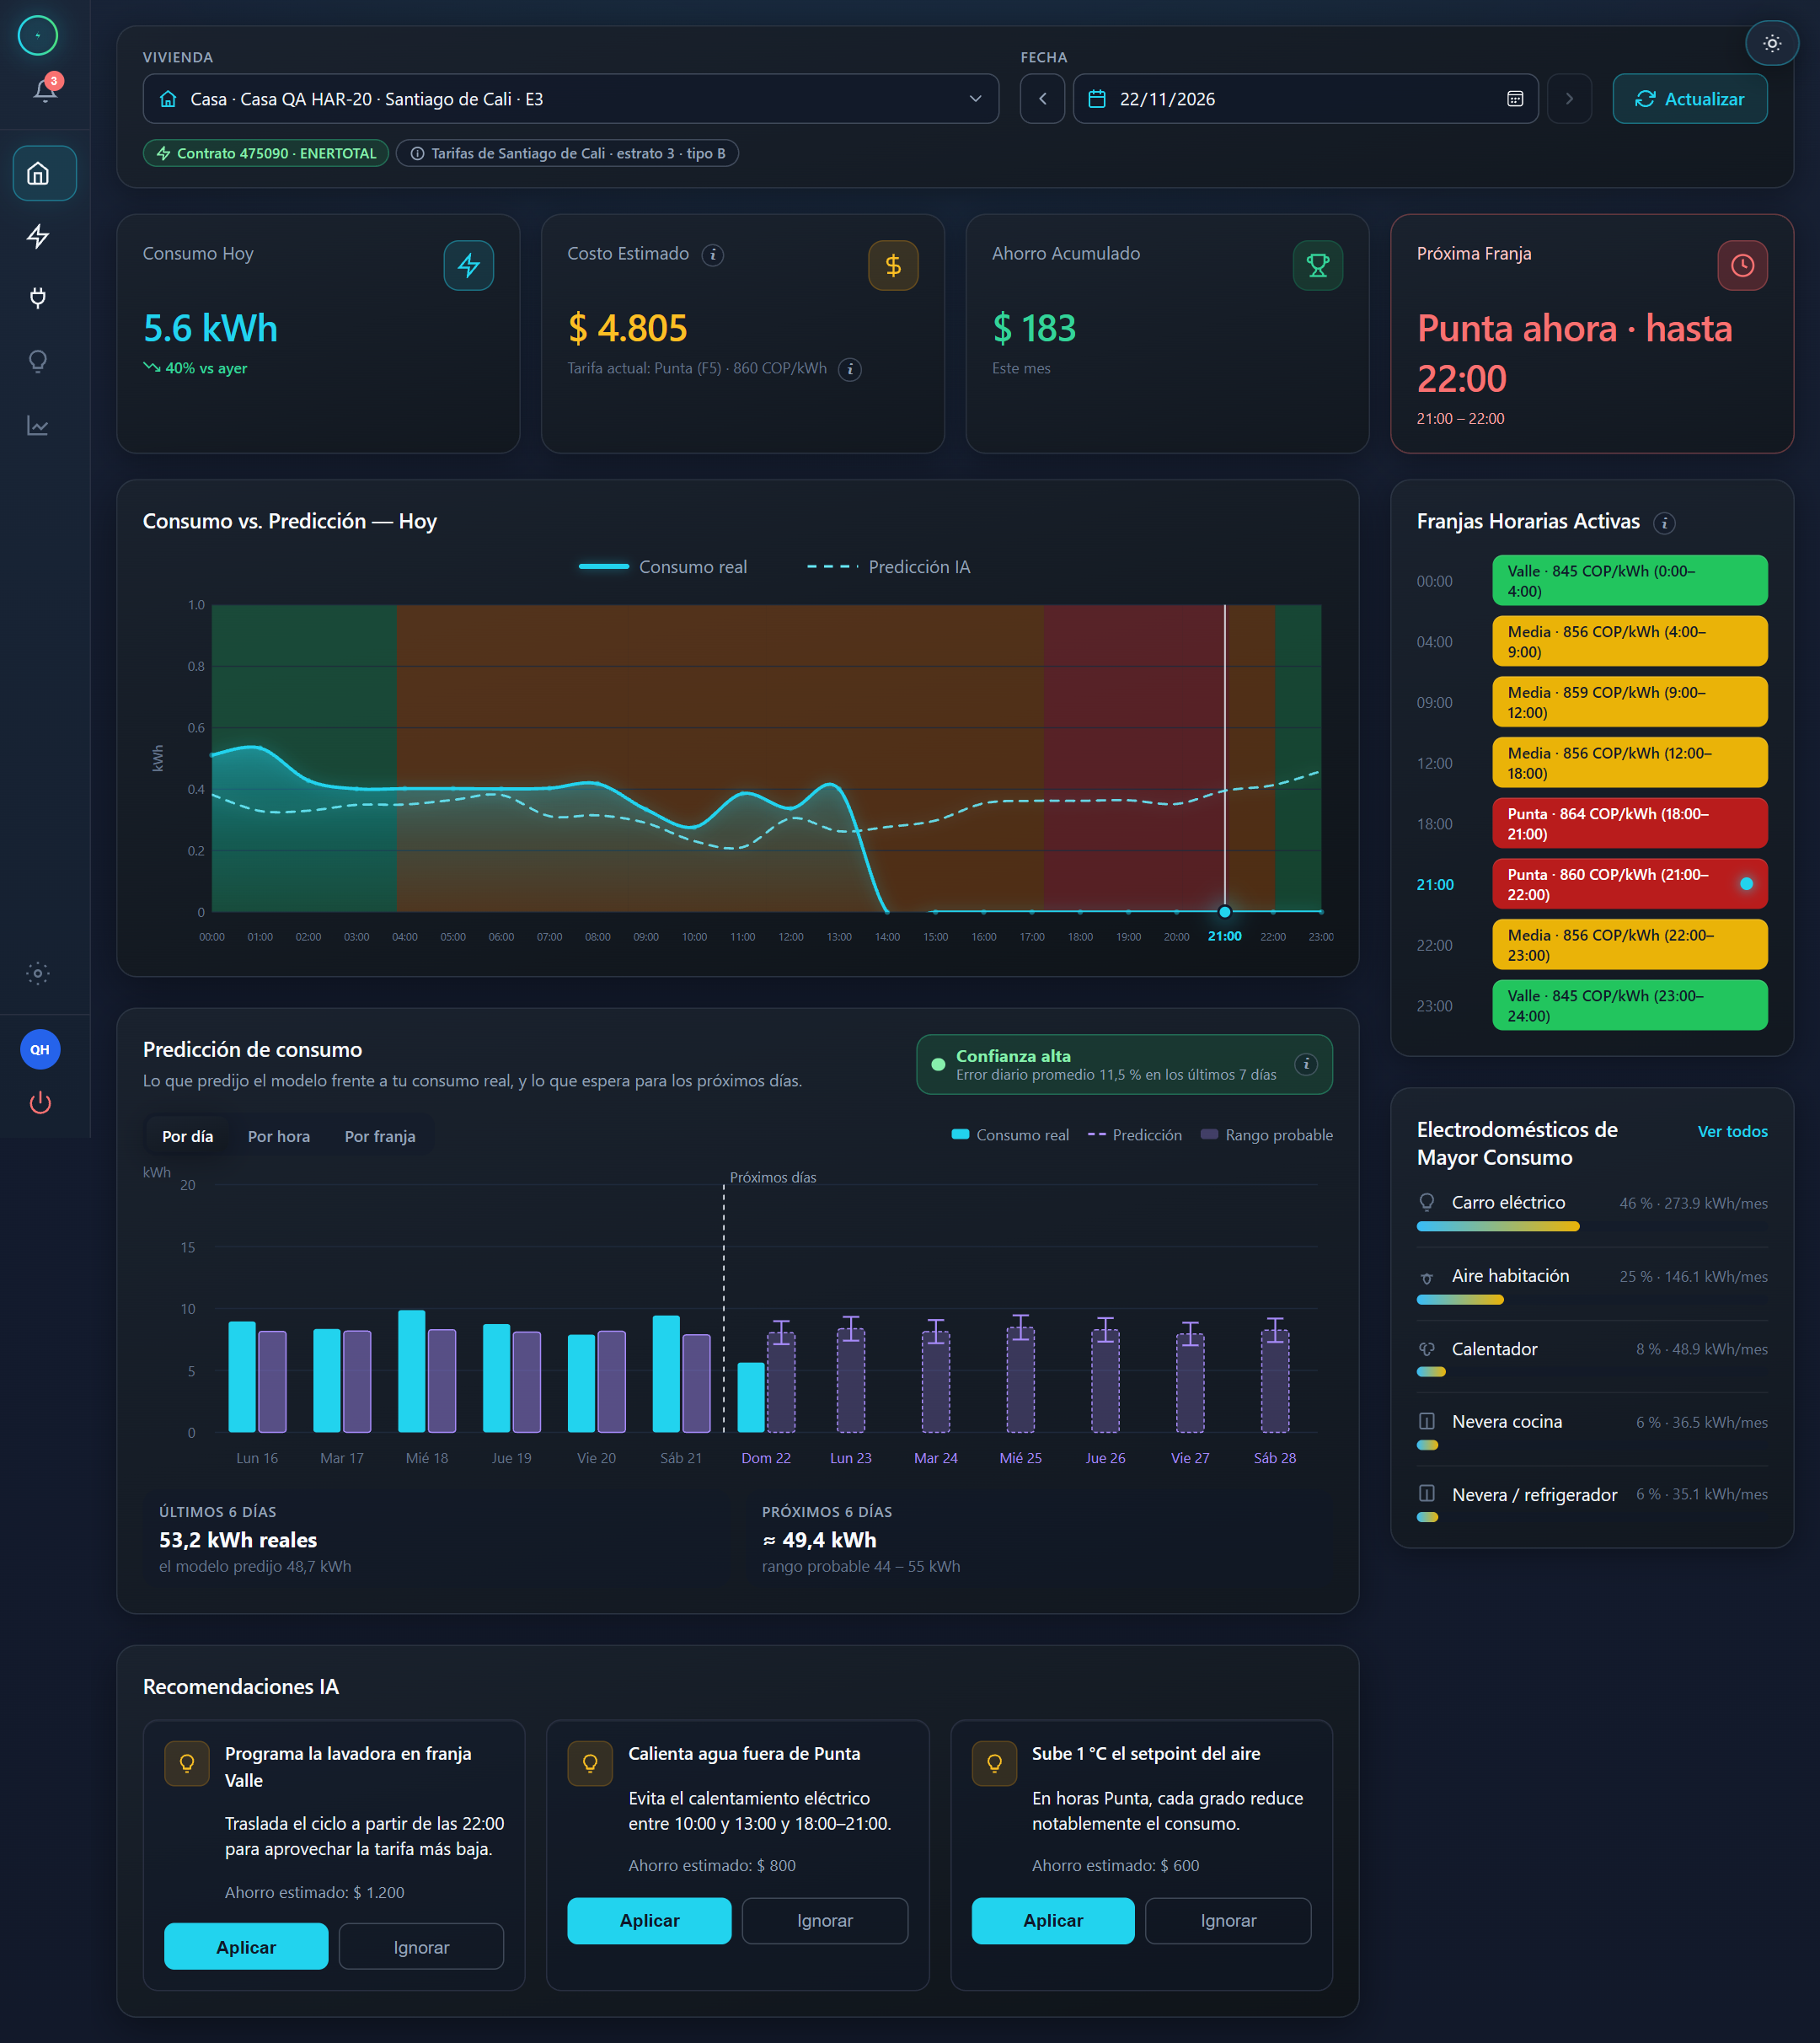 3
VIVIENDA
Casa · Casa QA HAR-20 · Santiago de Cali · E3
FECHA
22/11/2026
Actualizar
Contrato 475090 · ENERTOTAL
Tarifas de Santiago de Cali · estrato 3 · tipo B
Consumo Hoy
5.6 kWh
40% vs ayer
Costo Estimado
i
$ 4.805
Tarifa actual: Punta (F5) · 860 COP/kWh
i
Ahorro Acumulado
$ 183
Este mes
Próxima Franja
Punta ahora · hasta
22:00
21:00 – 22:00
Consumo vs. Predicción — Hoy
Consumo real
Predicción IA
kWh
1.0
0.8
0.6
0.4
0.2
0
00:00 01:00 02:00 03:00 04:00 05:00 06:00 07:00 08:00 09:00 10:00 11:00 12:00 13:00 14:00 15:00 16:00 17:00 18:00 19:00 20:00 21:00 22:00 23:00
Franjas Horarias Activas
i
00:00
Valle · 845 COP/kWh (0:00–
4:00)
04:00
Media · 856 COP/kWh (4:00–
9:00)
09:00
Media · 859 COP/kWh (9:00–
12:00)
12:00
Media · 856 COP/kWh (12:00–
18:00)
18:00
Punta · 864 COP/kWh (18:00–
21:00)
21:00
Punta · 860 COP/kWh (21:00–
22:00)
22:00
Media · 856 COP/kWh (22:00–
23:00)
23:00
Valle · 845 COP/kWh (23:00–
24:00)
QH
Predicción de consumo
Lo que predijo el modelo frente a tu consumo real, y lo que espera para los próximos días.
Confianza alta
Error diario promedio 11,5 % en los últimos 7 días
i
Por día
Por hora
Por franja
Consumo real
Predicción
Rango probable
kWh
20
15
10
5
0
Próximos días
Lun 16 Mar 17 Mié 18 Jue 19 Vie 20 Sáb 21 Dom 22 Lun 23 Mar 24 Mié 25 Jue 26 Vie 27 Sáb 28
ÚLTIMOS 6 DÍAS
53,2 kWh reales
el modelo predijo 48,7 kWh
PRÓXIMOS 6 DÍAS
≈ 49,4 kWh
rango probable 44 – 55 kWh
Electrodomésticos de
Mayor Consumo
Ver todos
Carro eléctrico
46 % · 273.9 kWh/mes
Aire habitación
25 % · 146.1 kWh/mes
Calentador
8 % · 48.9 kWh/mes
Nevera cocina
6 % · 36.5 kWh/mes
Nevera / refrigerador
6 % · 35.1 kWh/mes
Recomendaciones IA
Programa la lavadora en franja
Valle
Traslada el ciclo a partir de las 22:00
para aprovechar la tarifa más baja.
Ahorro estimado: $ 1.200
Aplicar
Ignorar
Calienta agua fuera de Punta
Evita el calentamiento eléctrico
entre 10:00 y 13:00 y 18:00–21:00.
Ahorro estimado: $ 800
Aplicar
Ignorar
Sube 1 °C el setpoint del aire
En horas Punta, cada grado reduce
notablemente el consumo.
Ahorro estimado: $ 600
Aplicar
Ignorar